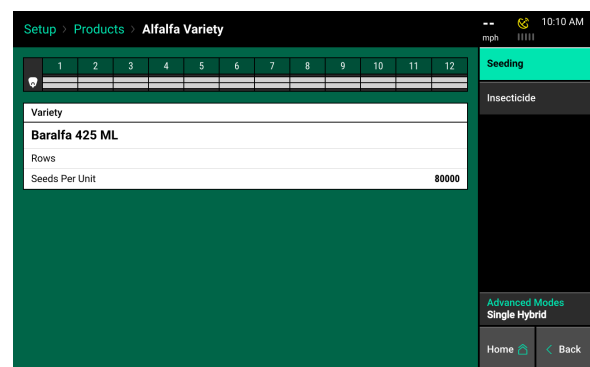 Setup > Products > Alfalfa Variety
-- 10:10 AM
mph
1 2 3 4 5 6 7 8 9 10 11 12
Seeding
Insecticide
Variety
Baralfa 425 ML
Rows
Seeds Per Unit 80000
Advanced Modes
Single Hybrid
Home < Back